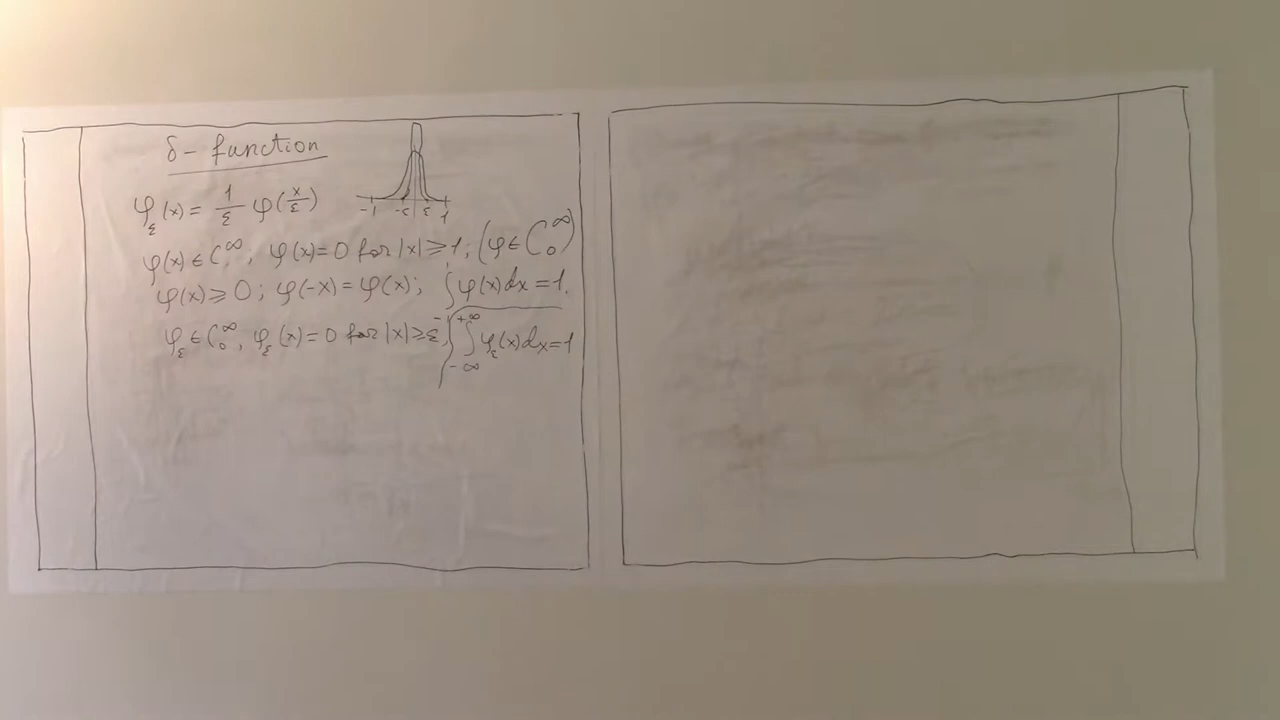 δ - function
φ_ε(x) = 1/ε φ(x/ε)
-1 -ε ε 1
φ(x) ∈ C^∞; φ(x)=0 for |x| ≥ 1; (φ ∈ C_0^∞)
φ(x) ≥ 0; φ(-x) = φ(x); ∫φ(x)dx = 1.
φ_ε ∈ C_0^∞, φ_ε(x) = 0 for |x| ≥ ε, ∫_{-∞}^{+∞} φ_ε(x)dx = 1